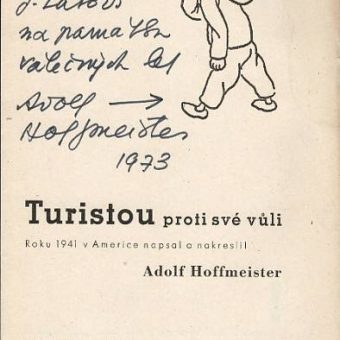 na památku
válečných let
Adolf →
Hoffmeister
1973
Turistou proti své vůli
Roku 1941 v Americe napsal a nakreslil
Adolf Hoffmeister